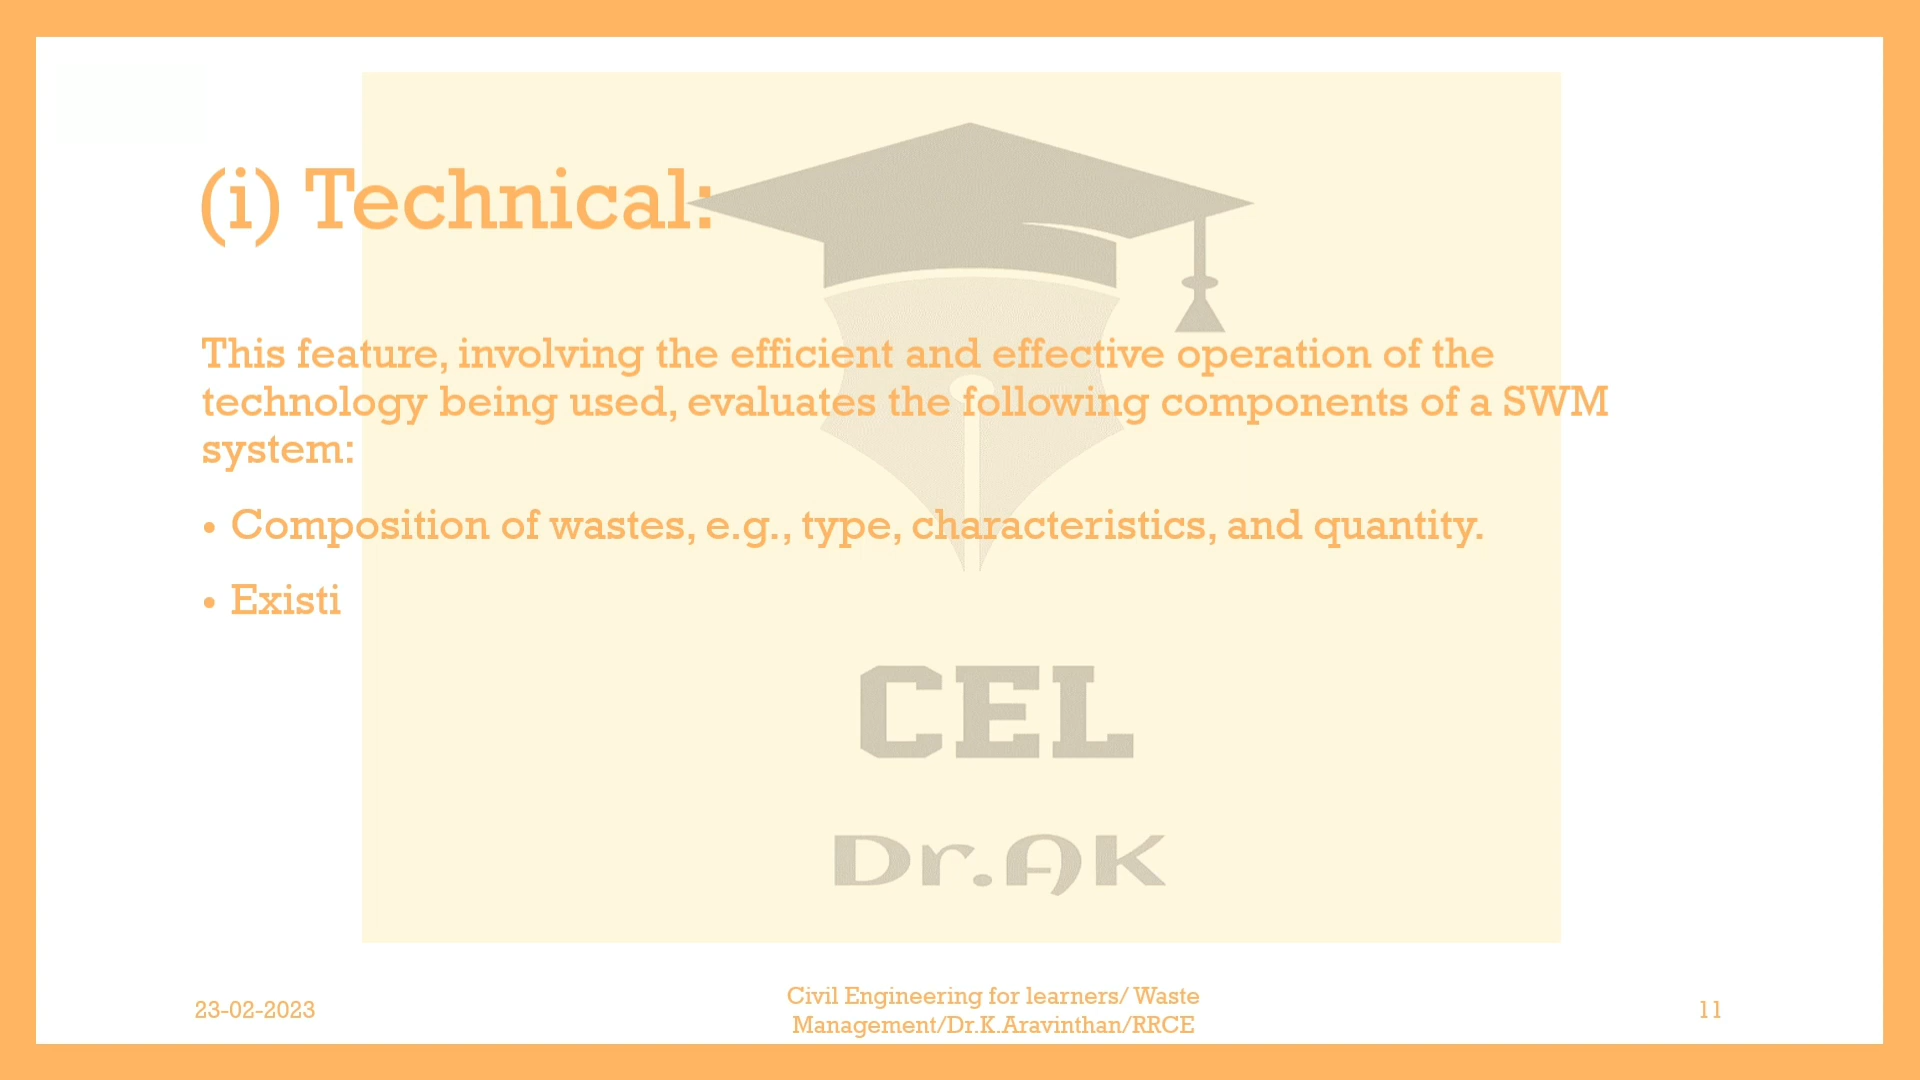 (i) Technical:
This feature, involving the efficient and effective operation of the
technology being used, evaluates the following components of a SWM
system:
• Composition of wastes, e.g., type, characteristics, and quantity.
• Existi
CEL
Dr.AK
23-02-2023
Civil Engineering for learners/ Waste
Management/Dr.K.Aravinthan/RRCE
11